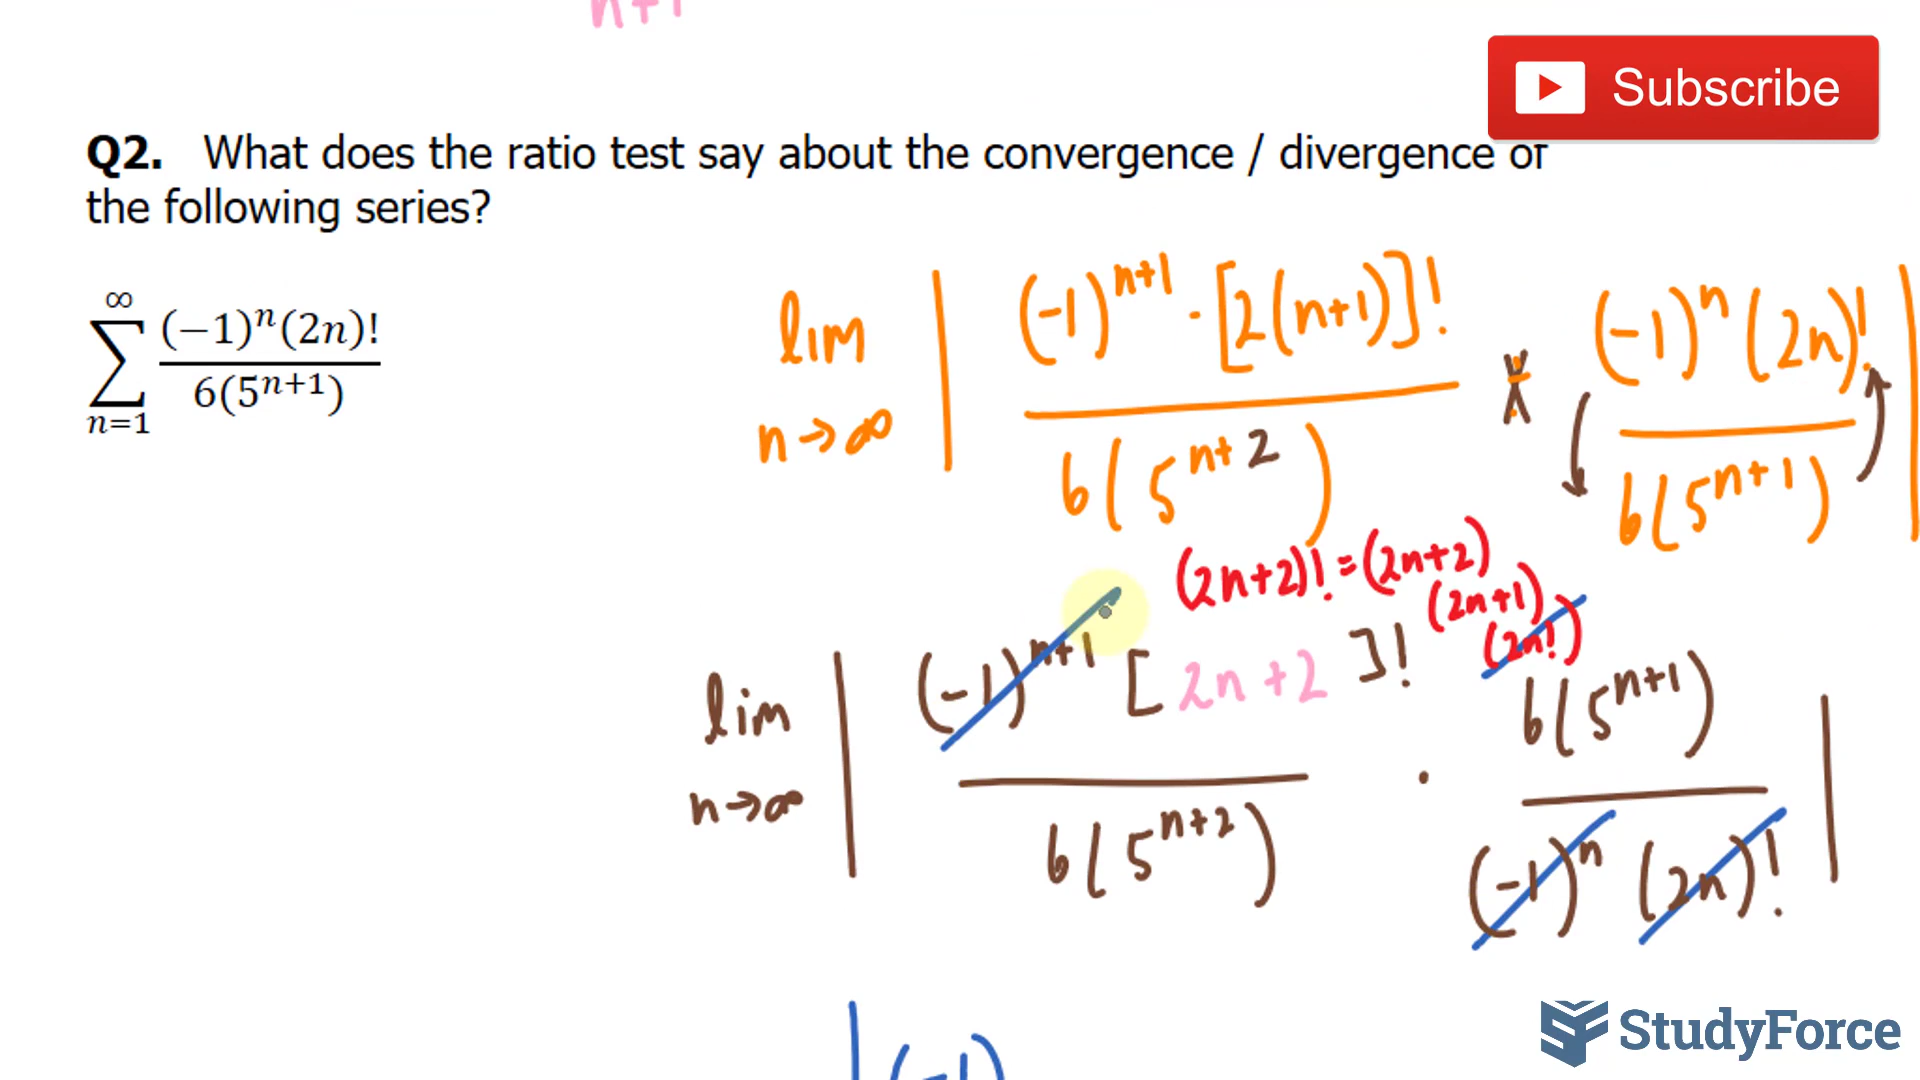 n+1
Subscribe
Q2. What does the ratio test say about the convergence / divergence of
the following series?
∞
∑ (−1)ⁿ(2n)! / 6(5ⁿ⁺¹)
n=1
lim n→∞ | (-1)ⁿ⁺¹ · [2(n+1)]! / 6(5ⁿ⁺²) ÷ (-1)ⁿ(2n)! / 6(5ⁿ⁺¹) |
(2n+2)! = (2n+2)
(2n+1)
(2n!)
lim n→∞ | (-1)ⁿ⁺¹ [2n+2]! / 6(5ⁿ⁺²) · 6(5ⁿ⁺¹) / (-1)ⁿ (2n)! |
| (-1)
StudyForce